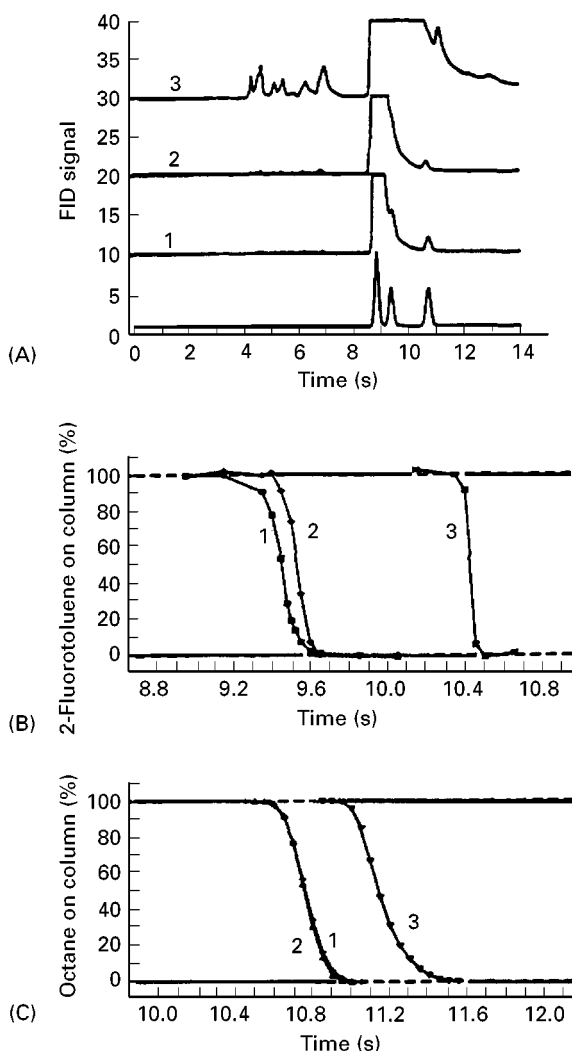 40
35
30
3
25
20
2
15
10
1
5
0
FID signal
0 2 4 6 8 10 12 14
Time (s)
(A)
100
80
60
40
20
0
1 2 3
2-Fluorotoluene on column (%)
8.8 9.2 9.6 10.0 10.4 10.8
Time (s)
(B)
100
80
60
40
20
0
2 1 3
Octane on column (%)
10.0 10.4 10.8 11.2 11.6 12.0
Time (s)
(C)